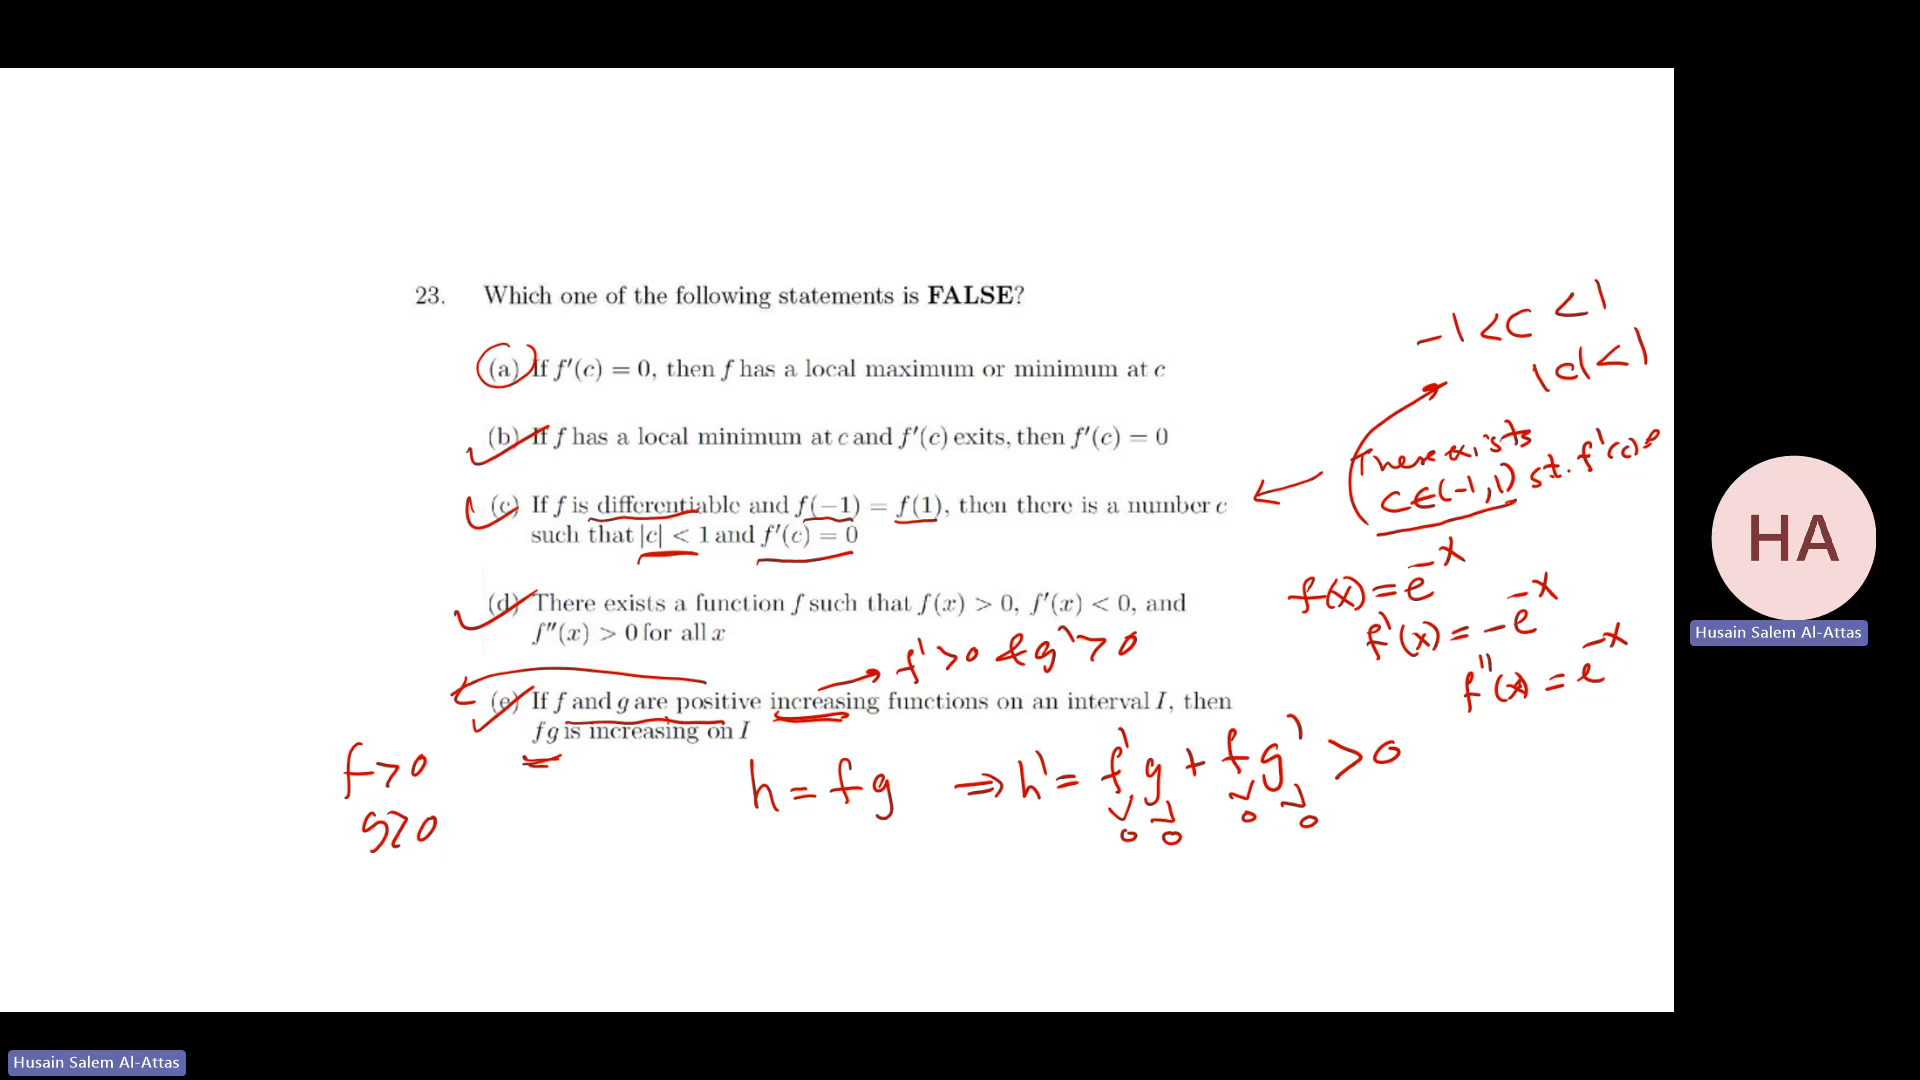 23. Which one of the following statements is FALSE?
(a) If f′(c) = 0, then f has a local maximum or minimum at c
(b) If f has a local minimum at c and f′(c) exits, then f′(c) = 0
(c) If f is differentiable and f(−1) = f(1), then there is a number c
such that |c| < 1 and f′(c) = 0
(d) There exists a function f such that f(x) > 0, f′(x) < 0, and
f″(x) > 0 for all x
(e) If f and g are positive increasing functions on an interval I, then
fg is increasing on I
−1 < c < 1
|c| < 1
There exists
c ∈ (−1, 1) st. f′(c) =
f(x) = e^−x
f′(x) = −e^−x
f″(x) = e^−x
f′ > 0 & g′ > 0
f > 0
g > 0
h = fg ⇒ h′ = f′g + fg′ > 0
> 0 > 0 > 0 > 0
HA
Husain Salem Al-Attas
Husain Salem Al-Attas